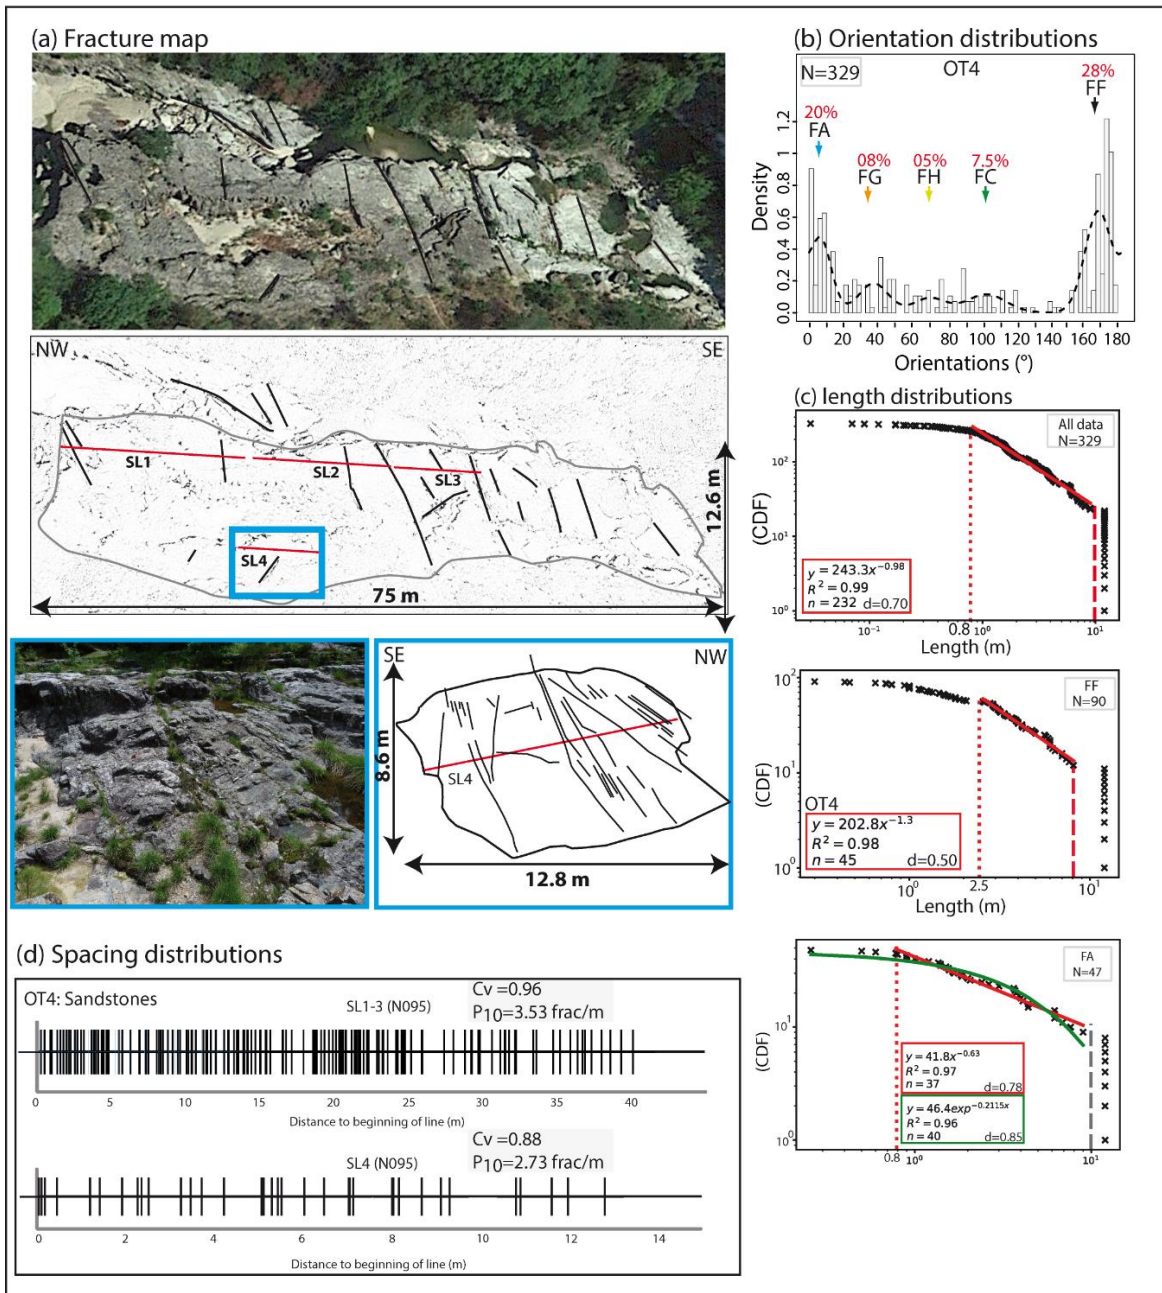 (a) Fracture map
NW
SE
SL1
SL2
SL3
SL4
12.6 m
75 m
SE
NW
8.6 m
SL4
12.8 m
(b) Orientation distributions
N=329
OT4
28%
FF
20%
FA
08%
FG
05%
FH
7.5%
FC
Density
0.0 0.2 0.4 0.6 0.8 1.0 1.2
0 20 40 60 80 100 120 140 160 180
Orientations (°)
(c) length distributions
All data
N=329
(CDF)
10²
10¹
10⁰
y = 243.3x⁻⁰·⁹⁸
R² = 0.99
n = 232 d=0.70
10⁻¹ 0.8 10⁰ 10¹
Length (m)
FF
N=90
(CDF)
10²
10¹
10⁰
OT4
y = 202.8x⁻¹·³
R² = 0.98
n = 45 d=0.50
10⁰ 2.5 10¹
Length (m)
FA
N=47
(CDF)
10¹
10⁰
y = 41.8x⁻⁰·⁶³
R² = 0.97
n = 37 d=0.78
y = 46.4exp⁻⁰·²¹¹⁵ˣ
R² = 0.96
n = 40 d=0.85
0.8 10⁰ 10¹
(d) Spacing distributions
OT4: Sandstones
SL1-3 (N095)
Cv =0.96
P₁₀=3.53 frac/m
0 5 10 15 20 25 30 35 40
Distance to beginning of line (m)
SL4 (N095)
Cv =0.88
P₁₀=2.73 frac/m
0 2 4 6 8 10 12 14
Distance to beginning of line (m)